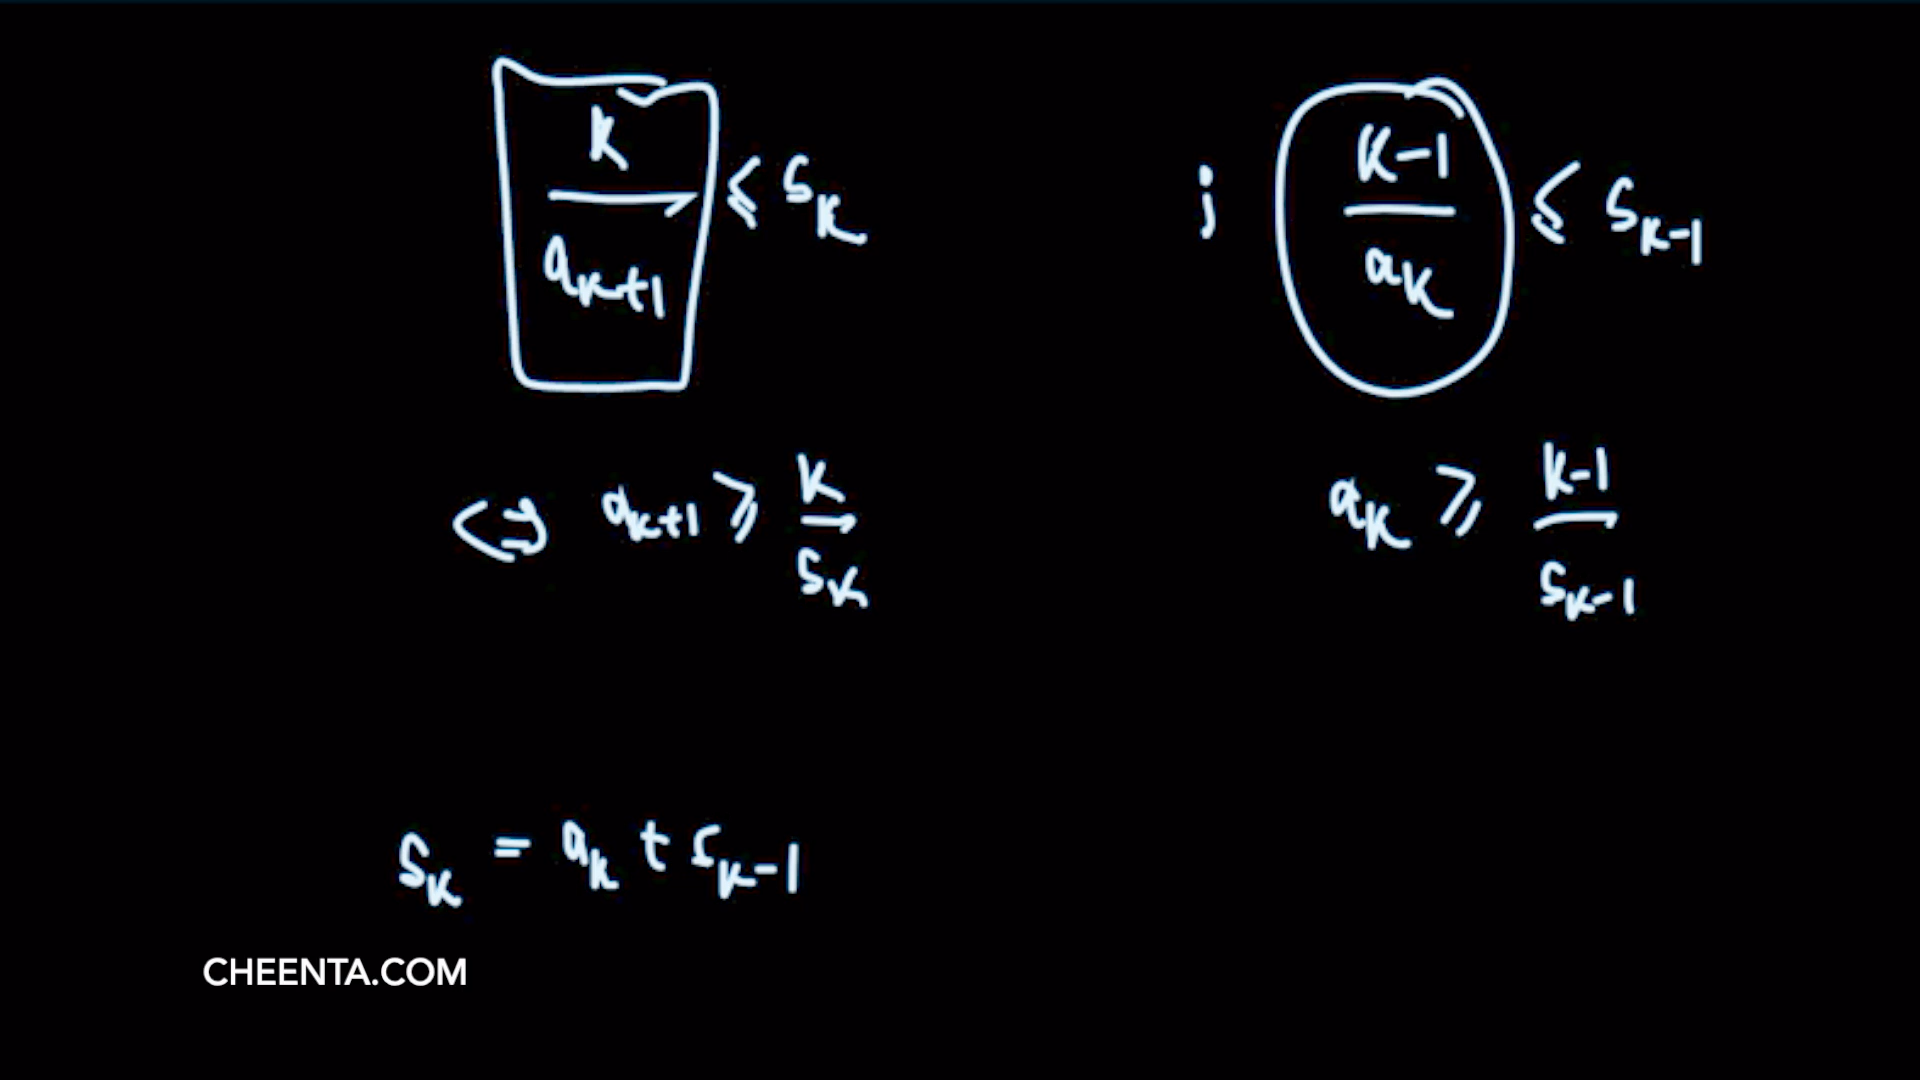 k/a_{k+1} ≤ S_k ; k-1/a_k ≤ S_{k-1}
⟺ a_{k+1} ≥ k/S_k a_k ≥ k-1/S_{k-1}
S_k = a_k + S_{k-1}
CHEENTA.COM